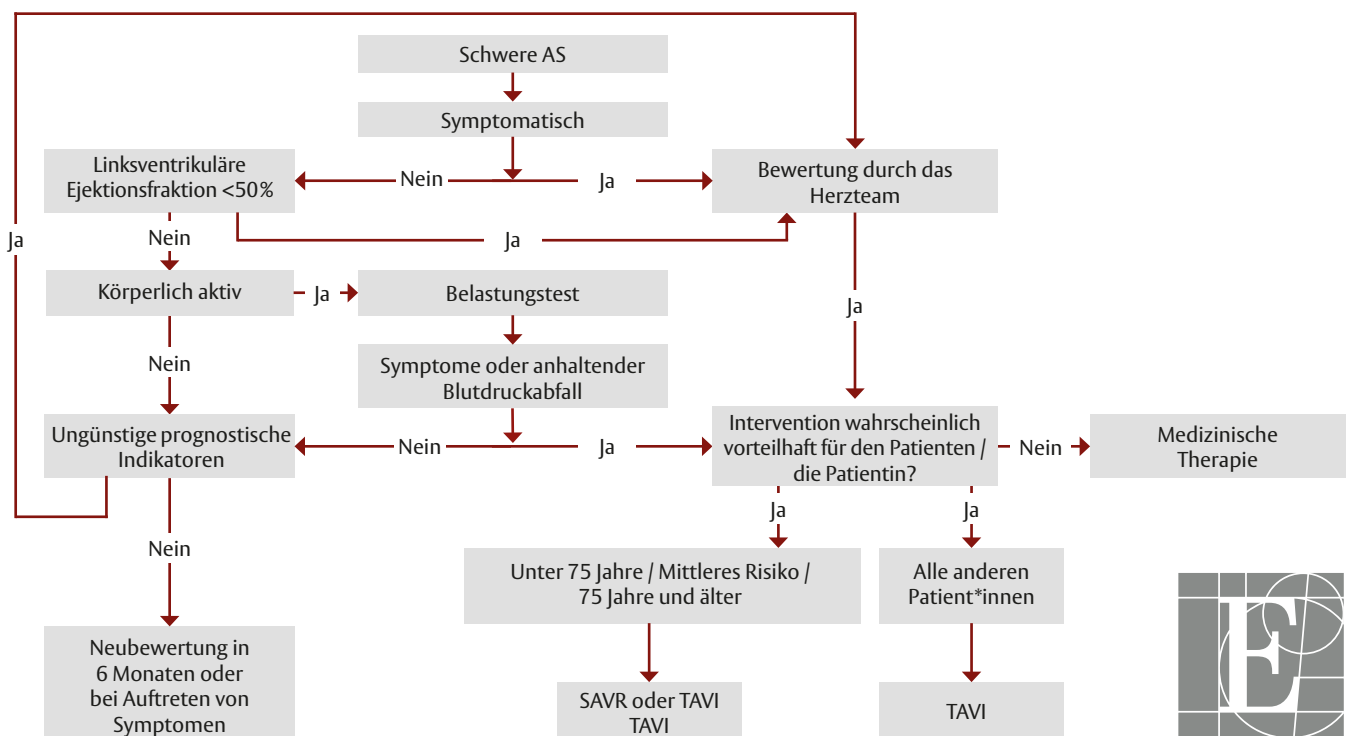 Schwere AS
Symptomatisch
Linksventrikuläre
Ejektionsfraktion <50%
Nein
Ja
Bewertung durch das
Herzteam
Ja
Nein
Ja
Körperlich aktiv
Ja
Belastungstest
Ja
Nein
Symptome oder anhaltender
Blutdruckabfall
Ungünstige prognostische
Indikatoren
Nein
Ja
Intervention wahrscheinlich
vorteilhaft für den Patienten /
die Patientin?
Nein
Medizinische
Therapie
Ja
Ja
Nein
Unter 75 Jahre / Mittleres Risiko /
75 Jahre und älter
Alle anderen
Patient*innen
Neubewertung in
6 Monaten oder
bei Auftreten von
Symptomen
SAVR oder TAVI
TAVI
TAVI
E